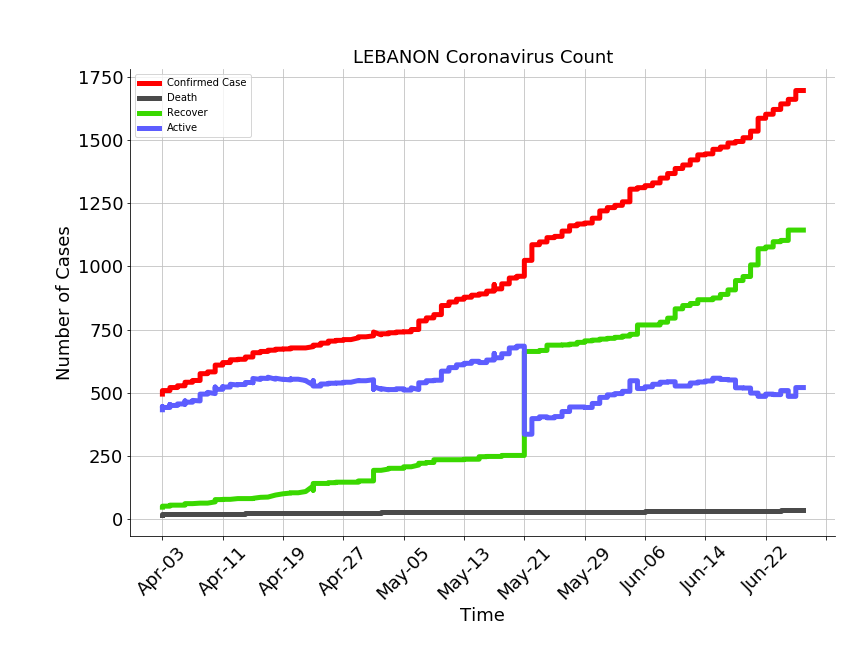 LEBANON Coronavirus Count
Confirmed Case
Death
Recover
Active
Number of Cases
1750
1500
1250
1000
750
500
250
0
Apr-03
Apr-11
Apr-19
Apr-27
May-05
May-13
May-21
May-29
Jun-06
Jun-14
Jun-22
Time